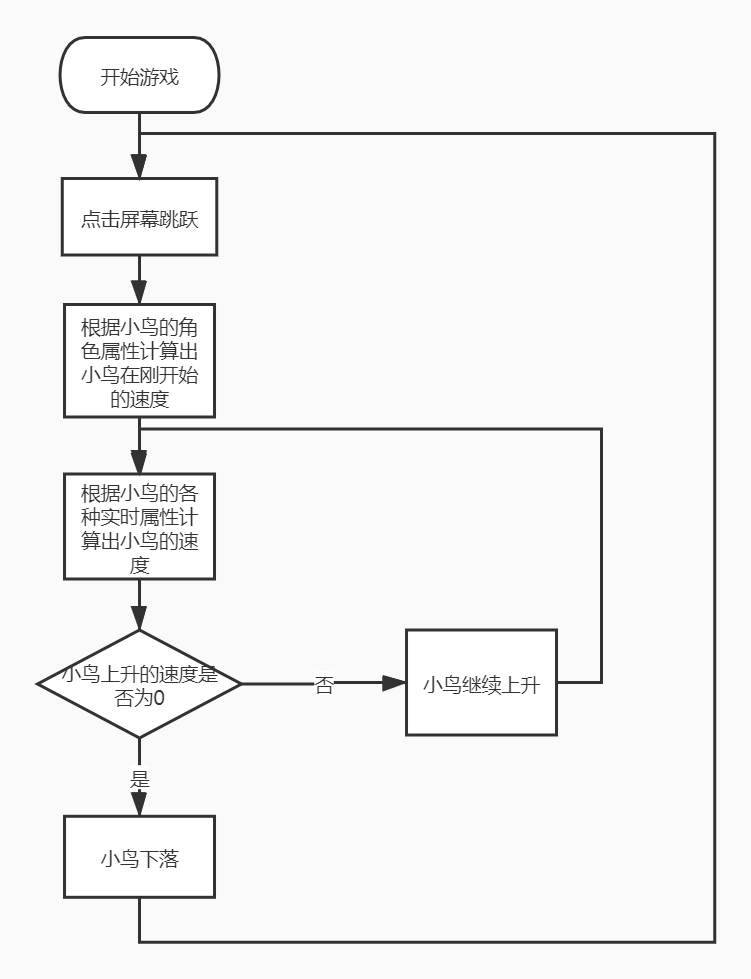 开始游戏
点击屏幕跳跃
根据小鸟的角
色属性计算出
小鸟在刚开始
的速度
根据小鸟的各
种实时属性计
算出小鸟的速
度
小鸟上升的速度是
否为0
否
小鸟继续上升
是
小鸟下落